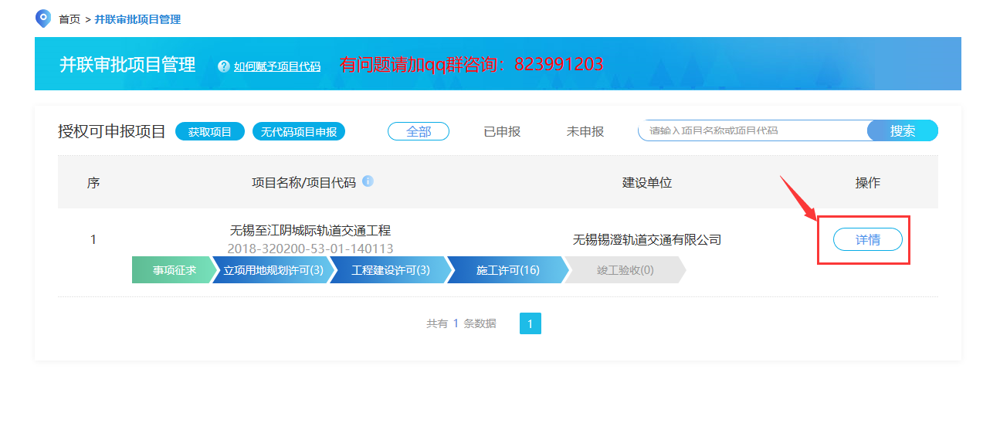 首页 > 并联审批项目管理
并联审批项目管理 ? 如何赋予项目代码 有问题请加qq群咨询：823991203
授权可申报项目 获取项目 无代码项目申报 全部 已申报 未申报 请输入项目名称或项目代码 搜索
序 项目名称/项目代码 i 建设单位 操作
1 无锡至江阴城际轨道交通工程 无锡锡澄轨道交通有限公司 详情
2018-320200-53-01-140113
事项征求 立项用地规划许可(3) 工程建设许可(3) 施工许可(16) 竣工验收(0)
共有 1 条数据 1